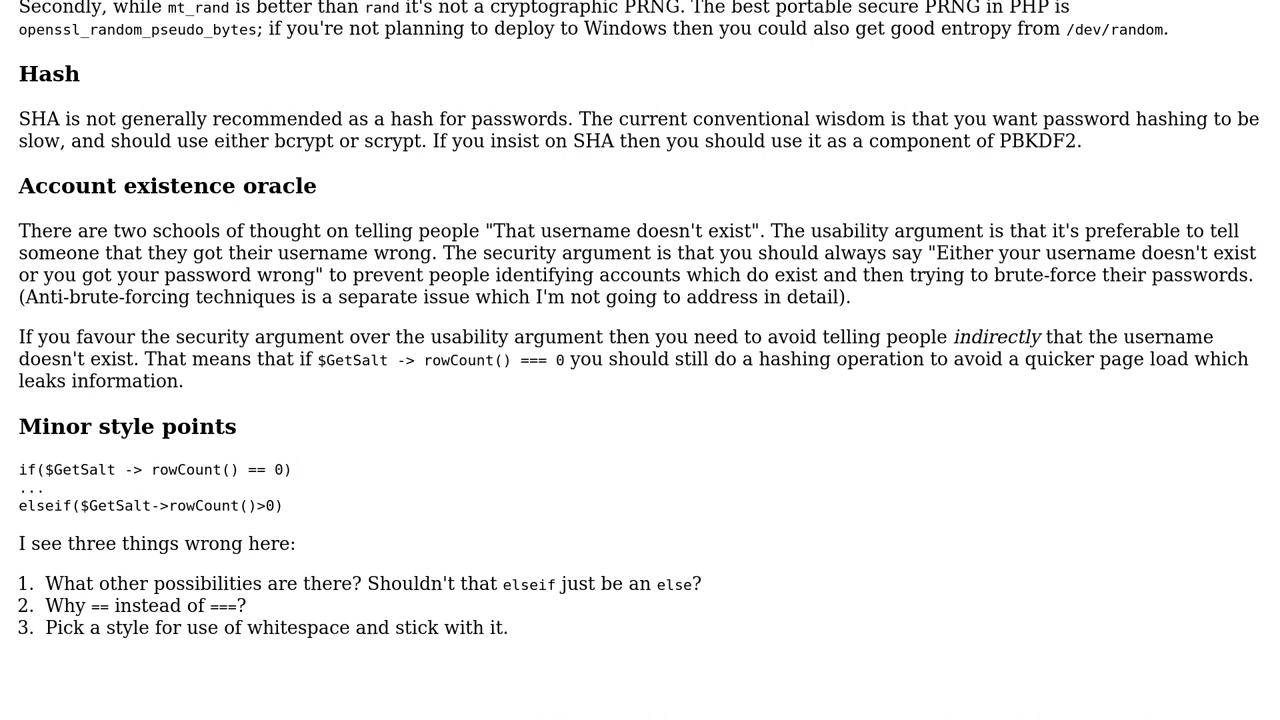 Secondly, while mt_rand is better than rand it's not a cryptographic PRNG. The best portable secure PRNG in PHP is
openssl_random_pseudo_bytes; if you're not planning to deploy to Windows then you could also get good entropy from /dev/random.
Hash
SHA is not generally recommended as a hash for passwords. The current conventional wisdom is that you want password hashing to be
slow, and should use either bcrypt or scrypt. If you insist on SHA then you should use it as a component of PBKDF2.
Account existence oracle
There are two schools of thought on telling people "That username doesn't exist". The usability argument is that it's preferable to tell
someone that they got their username wrong. The security argument is that you should always say "Either your username doesn't exist
or you got your password wrong" to prevent people identifying accounts which do exist and then trying to brute-force their passwords.
(Anti-brute-forcing techniques is a separate issue which I'm not going to address in detail).
If you favour the security argument over the usability argument then you need to avoid telling people indirectly that the username
doesn't exist. That means that if $GetSalt -> rowCount() === 0 you should still do a hashing operation to avoid a quicker page load which
leaks information.
Minor style points
if($GetSalt -> rowCount() == 0)
...
elseif($GetSalt->rowCount()>0)
I see three things wrong here:
1. What other possibilities are there? Shouldn't that elseif just be an else?
2. Why == instead of ===?
3. Pick a style for use of whitespace and stick with it.